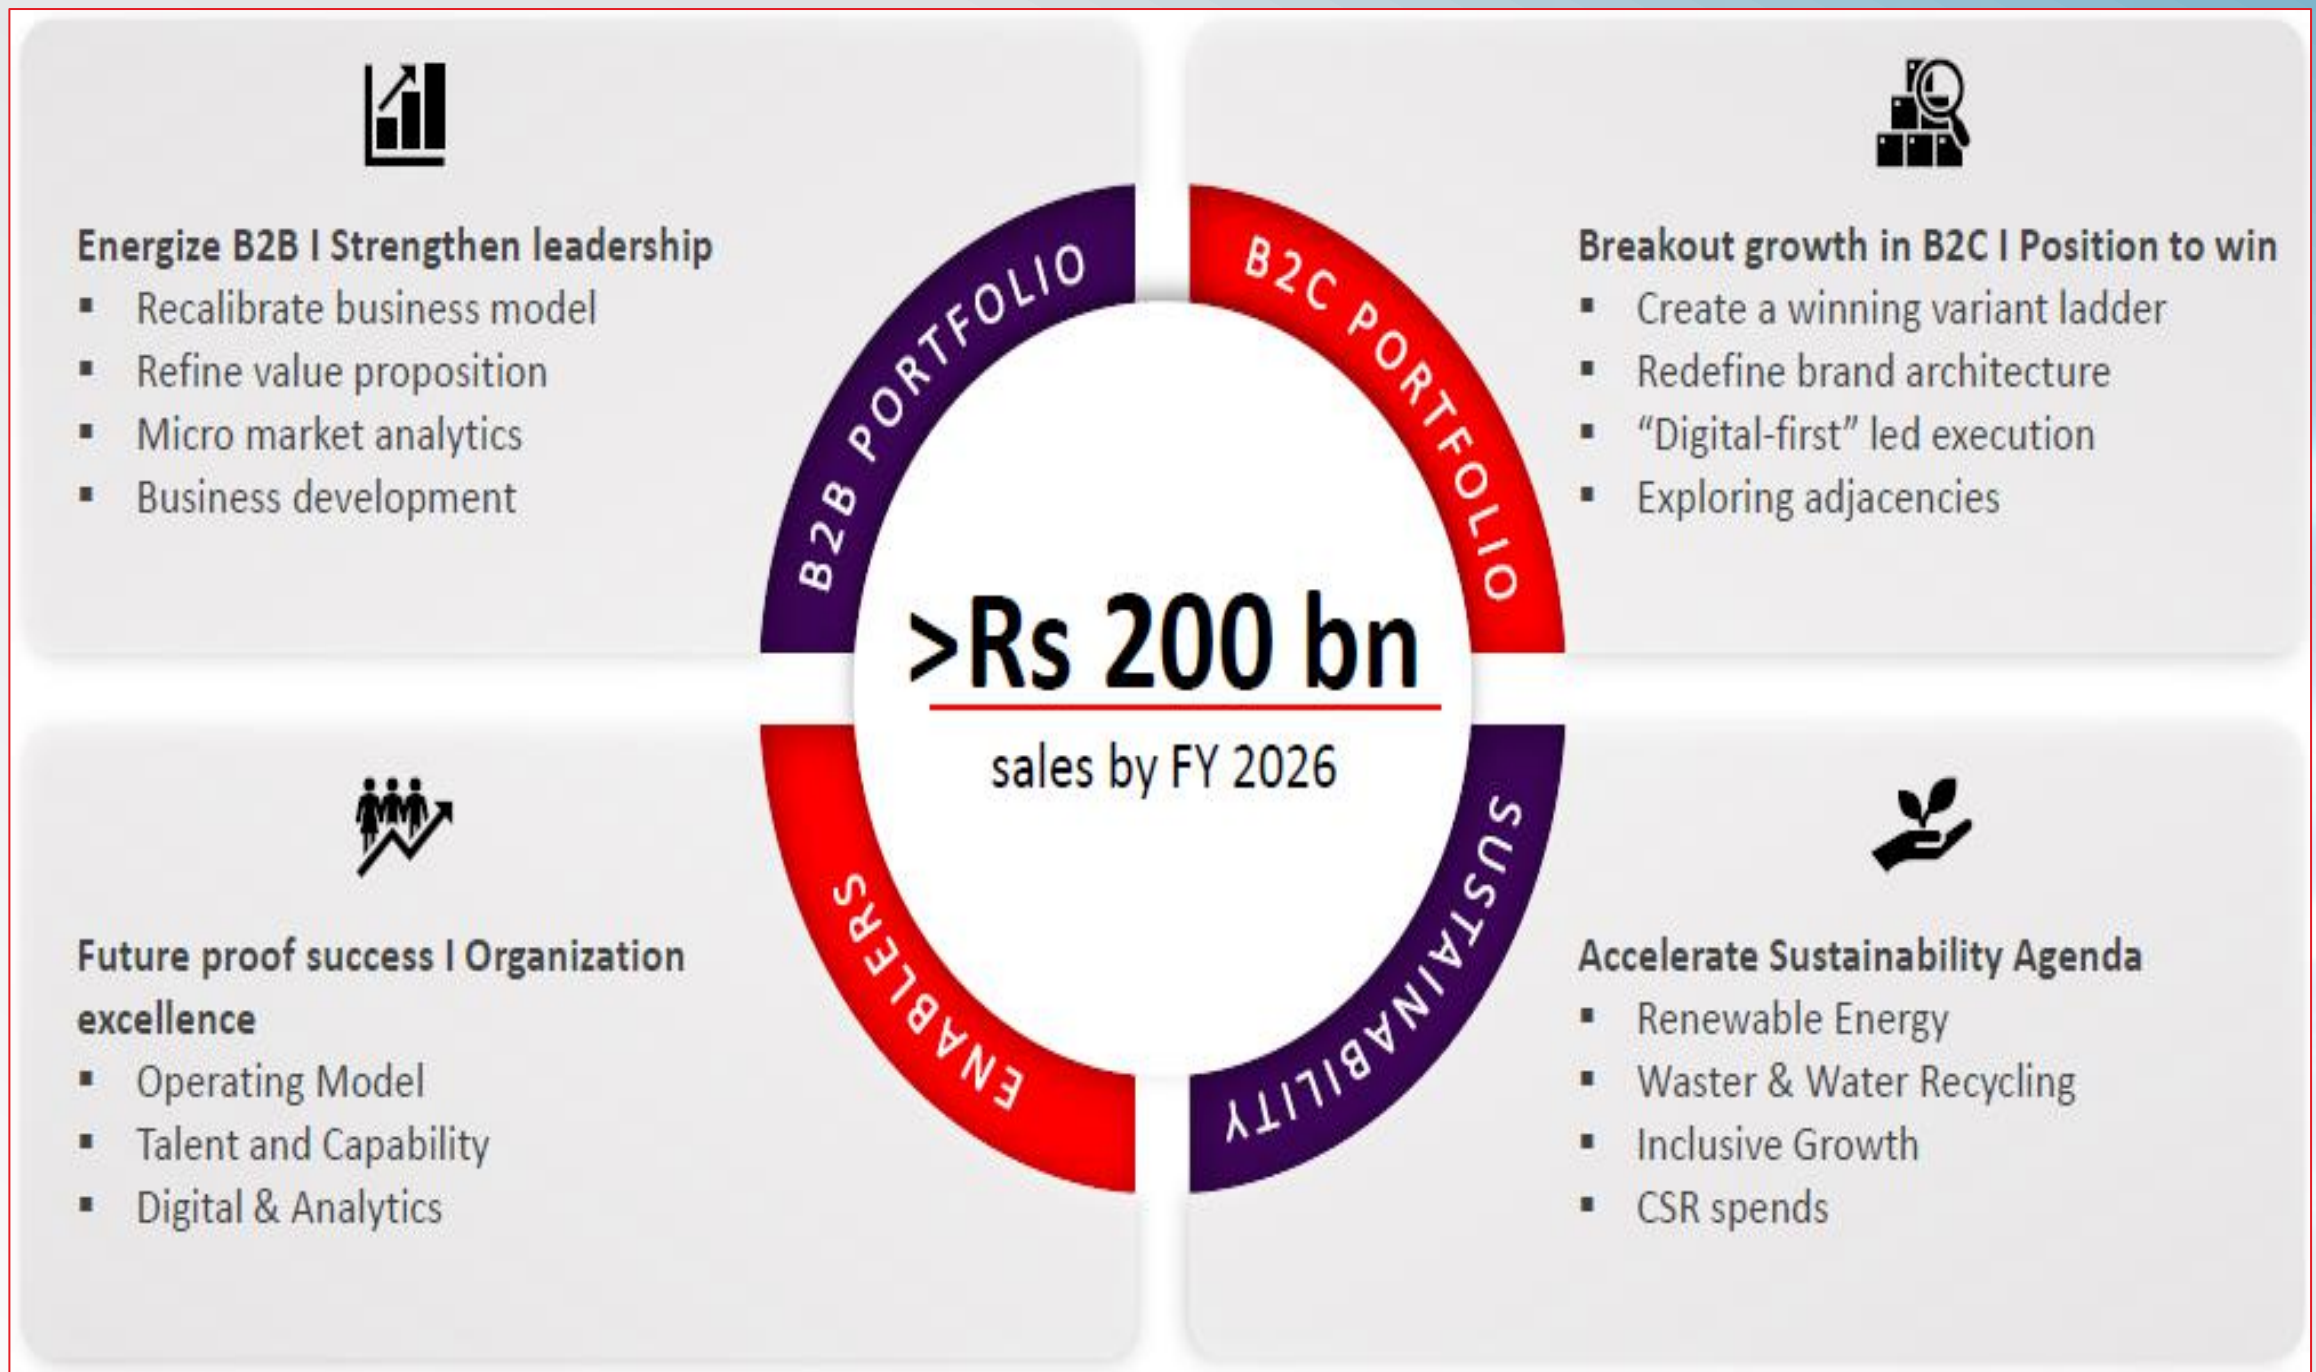 Energize B2B I Strengthen leadership
▪ Recalibrate business model
▪ Refine value proposition
▪ Micro market analytics
▪ Business development
B2B PORTFOLIO
B2C PORTFOLIO
Breakout growth in B2C I Position to win
▪ Create a winning variant ladder
▪ Redefine brand architecture
▪ “Digital-first” led execution
▪ Exploring adjacencies
>Rs 200 bn
sales by FY 2026
Future proof success I Organization
excellence
▪ Operating Model
▪ Talent and Capability
▪ Digital & Analytics
ENABLERS
SUSTAINABILITY
Accelerate Sustainability Agenda
▪ Renewable Energy
▪ Waster & Water Recycling
▪ Inclusive Growth
▪ CSR spends